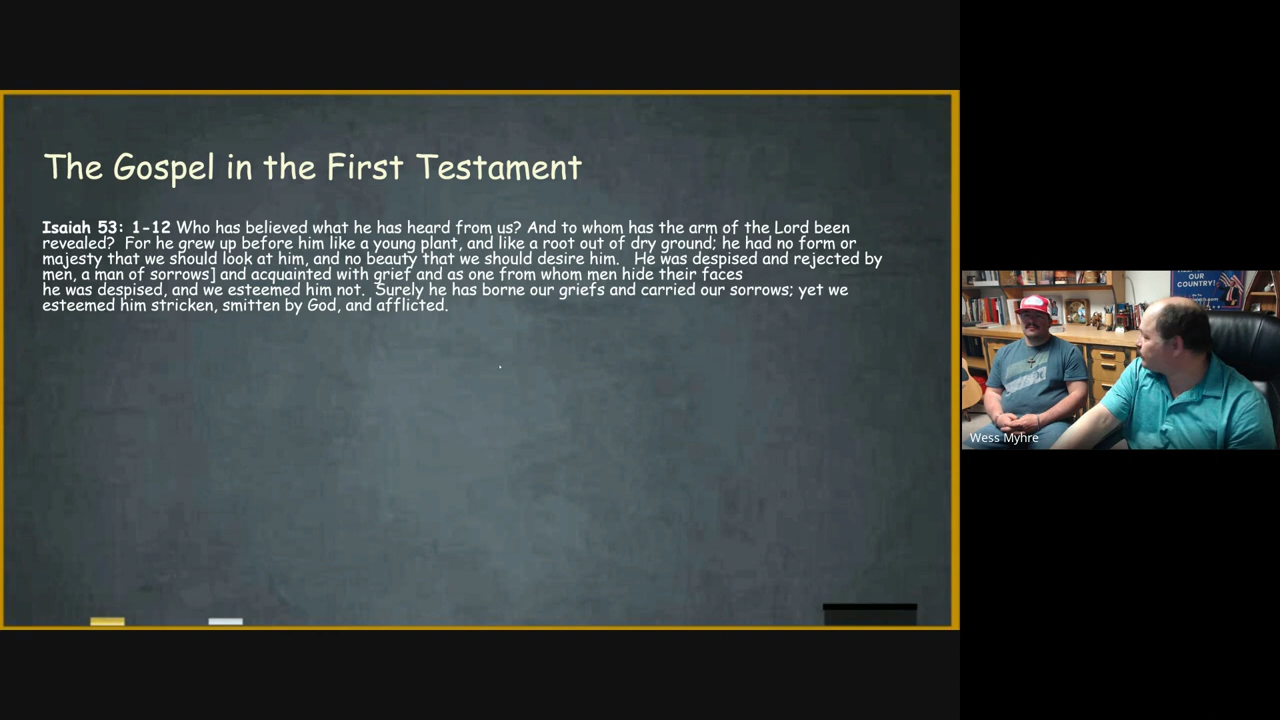 The Gospel in the First Testament
Isaiah 53: 1-12 Who has believed what he has heard from us? And to whom has the arm of the Lord been
revealed?  For he grew up before him like a young plant, and like a root out of dry ground; he had no form or
majesty that we should look at him, and no beauty that we should desire him.   He was despised and rejected by
men, a man of sorrows] and acquainted with grief and as one from whom men hide their faces
he was despised, and we esteemed him not.  Surely he has borne our griefs and carried our sorrows; yet we
esteemed him stricken, smitten by God, and afflicted.
.
OUR
COUNTRY!
Wess Myhre